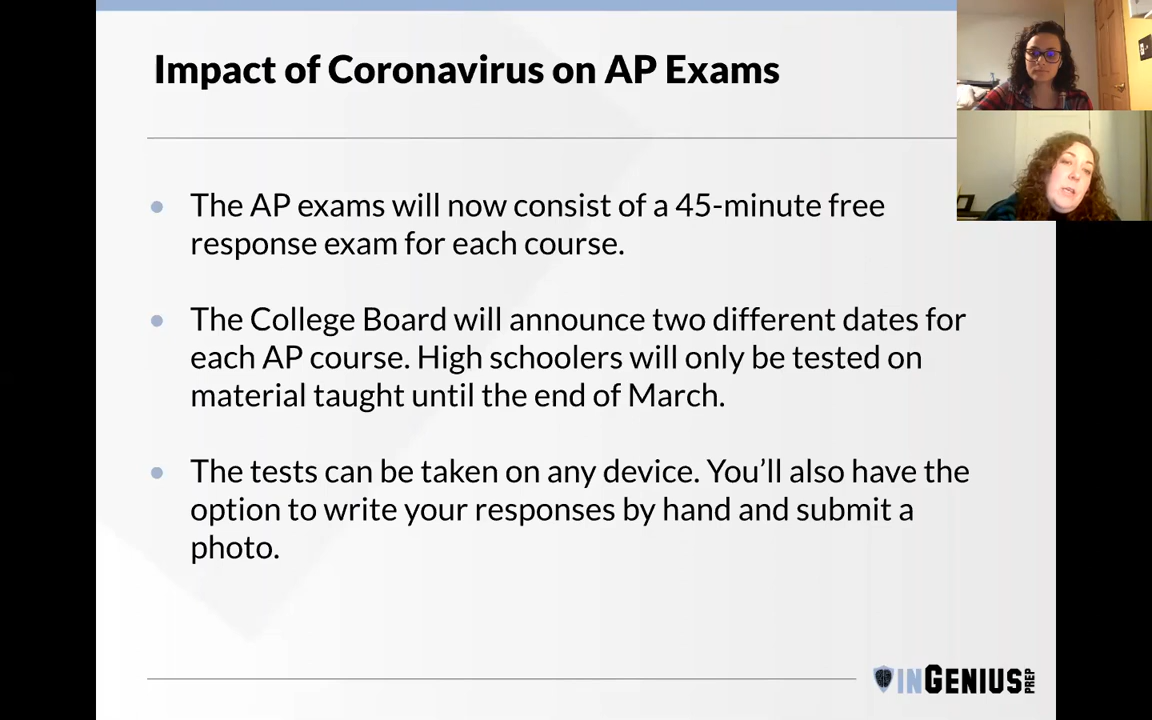 Impact of Coronavirus on AP Exams
The AP exams will now consist of a 45-minute free
response exam for each course.
The College Board will announce two different dates for
each AP course. High schoolers will only be tested on
material taught until the end of March.
The tests can be taken on any device. You’ll also have the
option to write your responses by hand and submit a
photo.
INGENIUS PREP